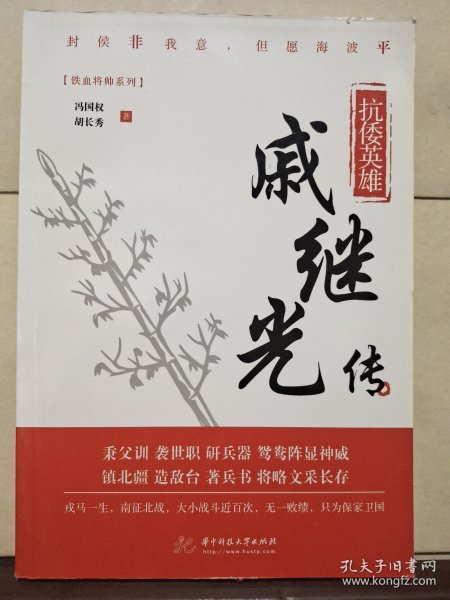 封侯非我意，但愿海波平
【铁血将帅系列】
冯国权
胡长秀
著
抗倭英雄
戚继光传
秉父训 袭世职 研兵器 鸳鸯阵显神威
镇北疆 造敌台 著兵书 将略文采长存
戎马一生，南征北战，大小战斗近百次，无一败绩，只为保家卫国
华中科技大学出版社
http://www.hustp.com
孔夫子旧书网
www.kongfz.com